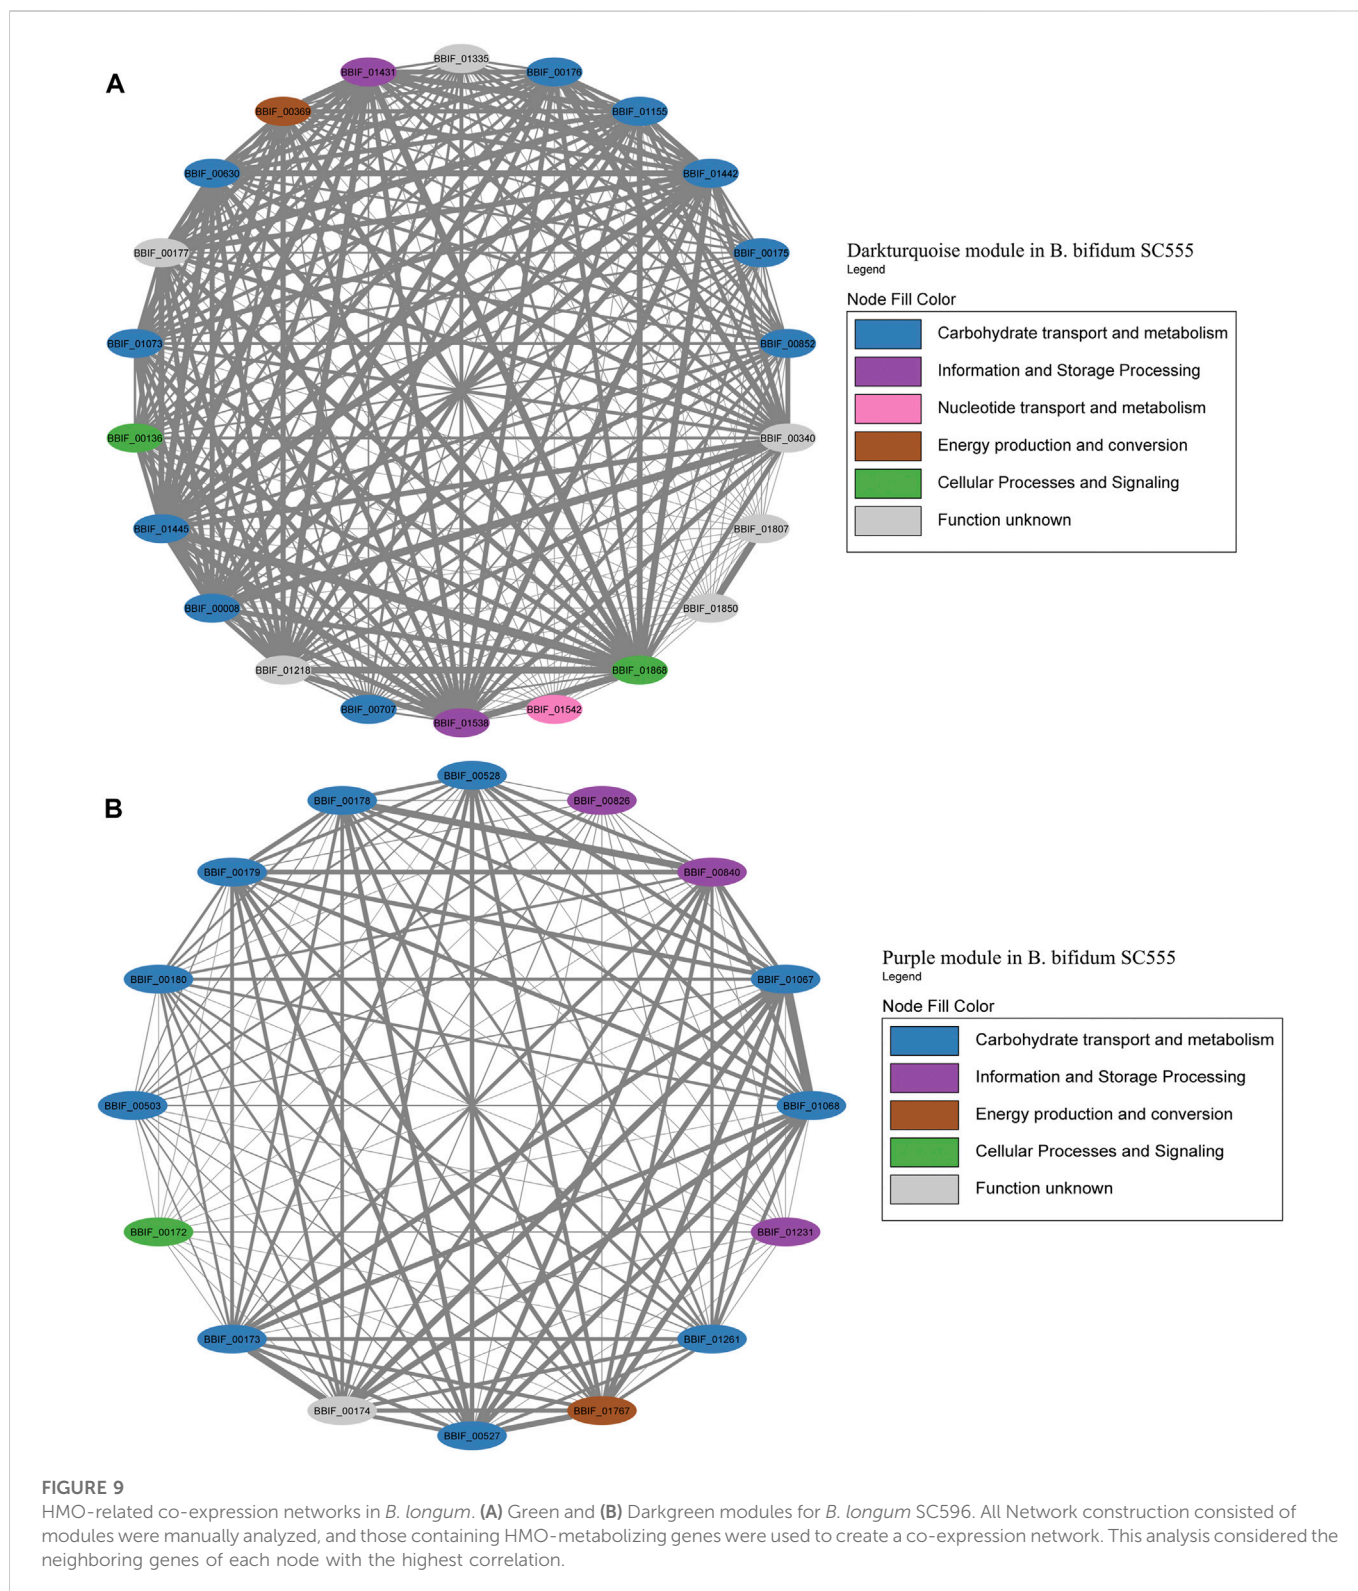 A
BBIF_01335
BBIF_01431
BBIF_00176
BBIF_00369
BBIF_01155
BBIF_00630
BBIF_01442
BBIF_00177
BBIF_00175
BBIF_01073
BBIF_00852
BBIF_00136
BBIF_00340
BBIF_01445
BBIF_01807
BBIF_00008
BBIF_01850
BBIF_01218
BBIF_01868
BBIF_00707
BBIF_01538
BBIF_01542
Darkturquoise module in B. bifidum SC555
Legend
Node Fill Color
Carbohydrate transport and metabolism
Information and Storage Processing
Nucleotide transport and metabolism
Energy production and conversion
Cellular Processes and Signaling
Function unknown
B
BBIF_00528
BBIF_00178
BBIF_00826
BBIF_00179
BBIF_00840
BBIF_00180
BBIF_01067
BBIF_00503
BBIF_01068
BBIF_00172
BBIF_01231
BBIF_00173
BBIF_01261
BBIF_00174
BBIF_01767
BBIF_00527
Purple module in B. bifidum SC555
Legend
Node Fill Color
Carbohydrate transport and metabolism
Information and Storage Processing
Energy production and conversion
Cellular Processes and Signaling
Function unknown
FIGURE 9
HMO-related co-expression networks in B. longum. (A) Green and (B) Darkgreen modules for B. longum SC596. All Network construction consisted of
modules were manually analyzed, and those containing HMO-metabolizing genes were used to create a co-expression network. This analysis considered the
neighboring genes of each node with the highest correlation.